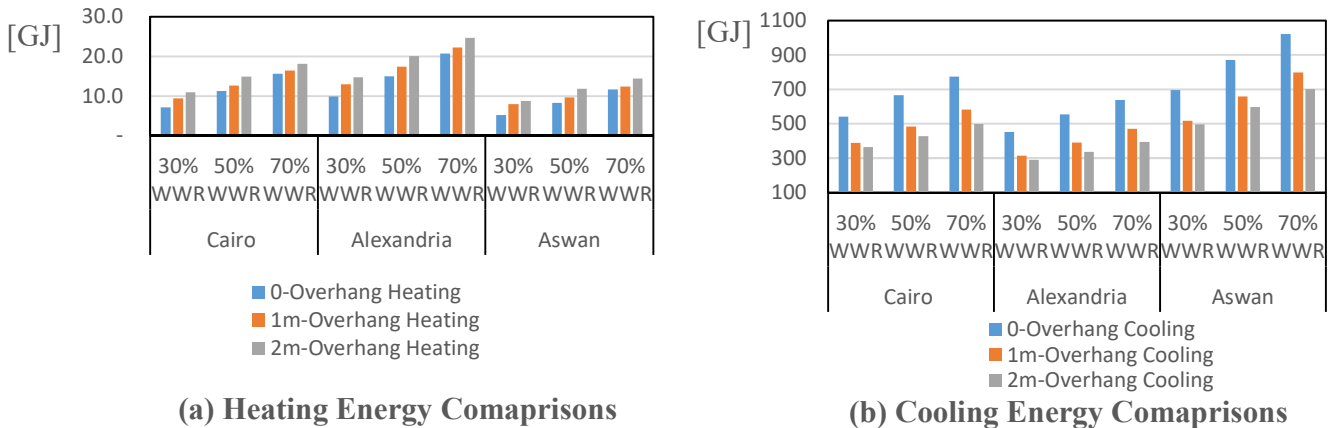 [GJ]
30.0
20.0
10.0
-
30% 50% 70% 30% 50% 70% 30% 50% 70%
WWR WWR WWR WWR WWR WWR WWR WWR WWR
Cairo Alexandria Aswan
0-Overhang Heating
1m-Overhang Heating
2m-Overhang Heating
(a) Heating Energy Comaprisons
[GJ]
1100
900
700
500
300
100
30% 50% 70% 30% 50% 70% 30% 50% 70%
WWR WWR WWR WWR WWR WWR WWR WWR WWR
Cairo Alexandria Aswan
0-Overhang Cooling
1m-Overhang Cooling
2m-Overhang Cooling
(b) Cooling Energy Comaprisons